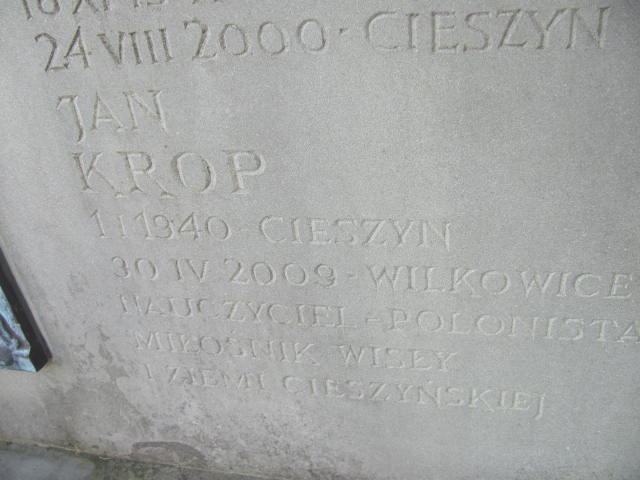 24 VIII 2000 · CIESZYN
JAN
KROP
1 I 1940 · CIESZYN
30 IV 2009 · WILKOWICE
NAUCZYCIEL - POLONISTA
MIŁOŚNIK WISŁY
I ZIEMI CIESZYŃSKIEJ